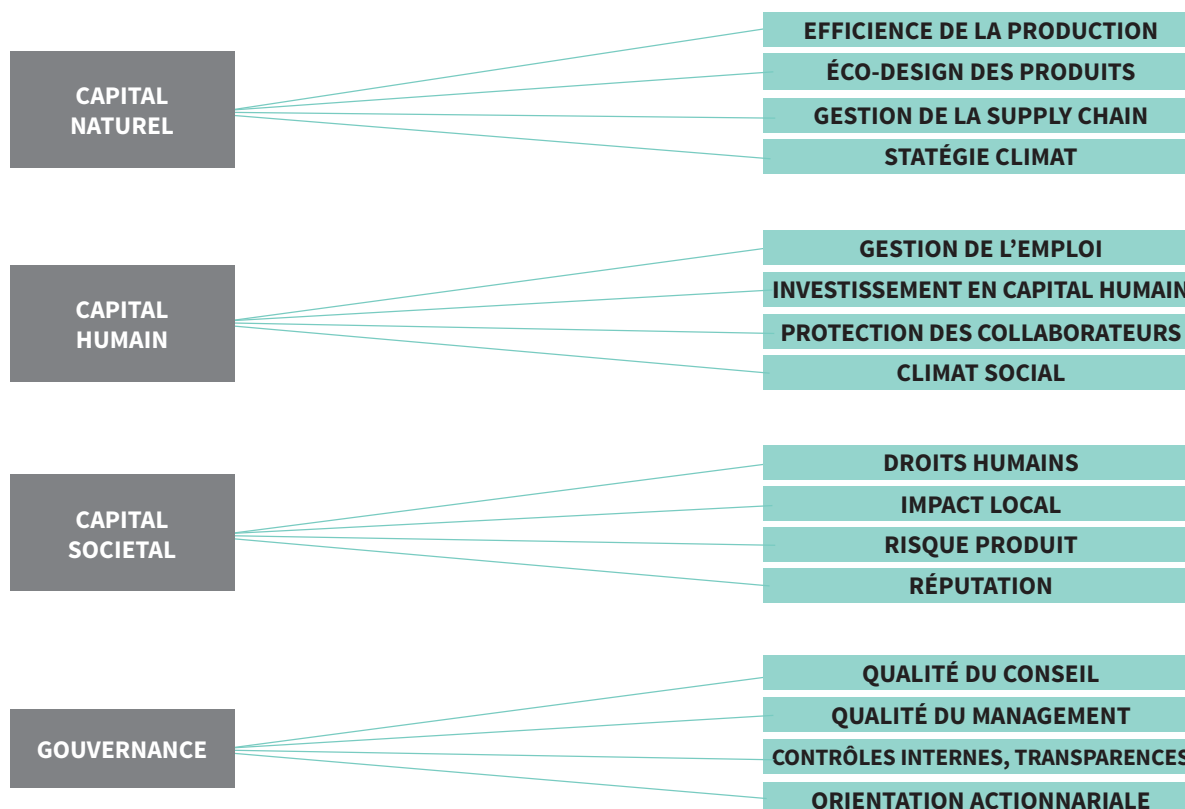 CAPITAL
NATUREL
EFFICIENCE DE LA PRODUCTION
ÉCO-DESIGN DES PRODUITS
GESTION DE LA SUPPLY CHAIN
STATÉGIE CLIMAT
CAPITAL
HUMAIN
GESTION DE L’EMPLOI
INVESTISSEMENT EN CAPITAL HUMAIN
PROTECTION DES COLLABORATEURS
CLIMAT SOCIAL
CAPITAL
SOCIETAL
DROITS HUMAINS
IMPACT LOCAL
RISQUE PRODUIT
RÉPUTATION
GOUVERNANCE
QUALITÉ DU CONSEIL
QUALITÉ DU MANAGEMENT
CONTRÔLES INTERNES, TRANSPARENCES
ORIENTATION ACTIONNARIALE